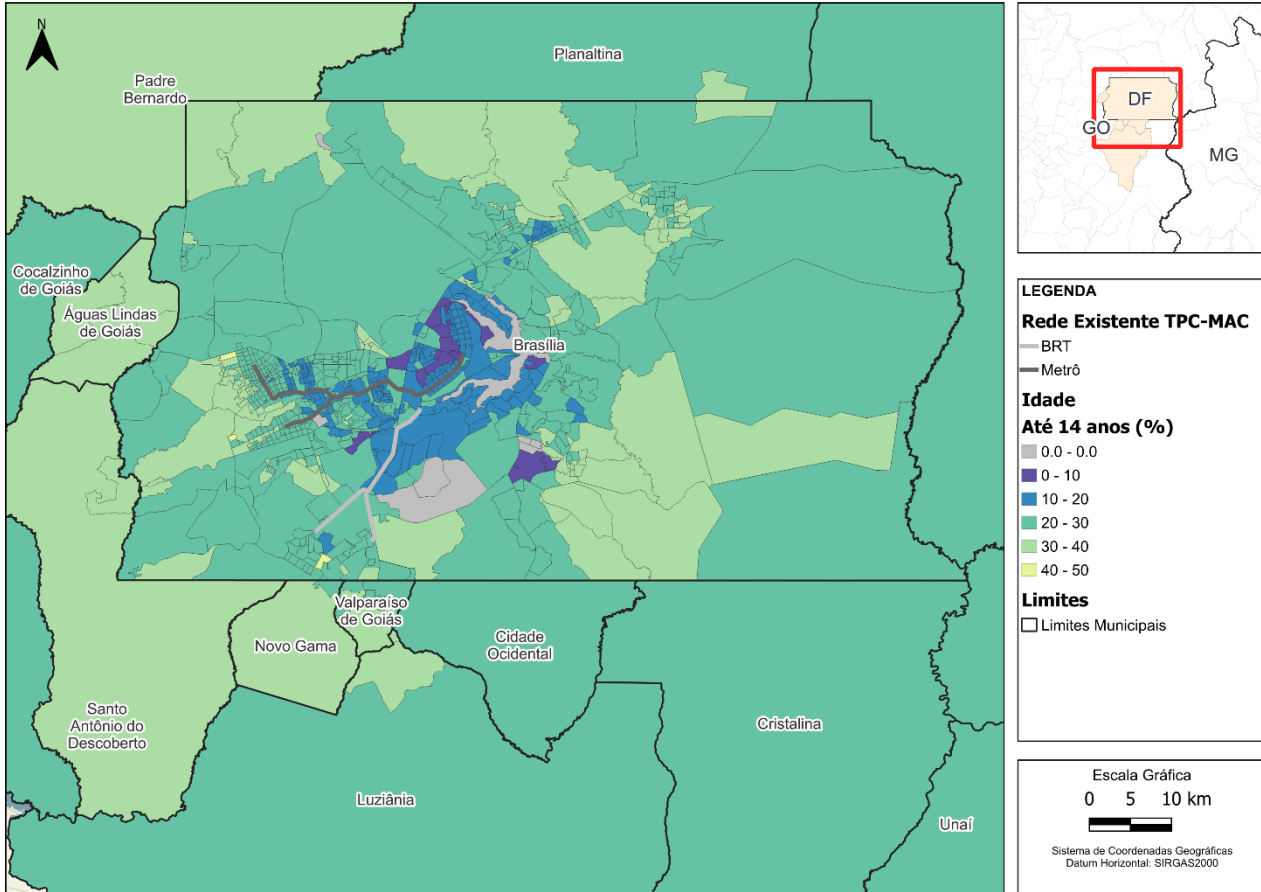 N
Planaltina
Padre
Bernardo
Cocalzinho
de Goiás
Águas Lindas
de Goiás
Brasília
Valparaíso
de Goiás
Novo Gama
Cidade
Ocidental
Santo
Antônio do
Descoberto
Cristalina
Luziânia
Unaí
DF
GO
MG
LEGENDA
Rede Existente TPC-MAC
BRT
Metrô
Idade
Até 14 anos (%)
0.0 - 0.0
0 - 10
10 - 20
20 - 30
30 - 40
40 - 50
Limites
Limites Municipais
Escala Gráfica
0 5 10 km
Sistema de Coordenadas Geográficas
Datum Horizontal: SIRGAS2000